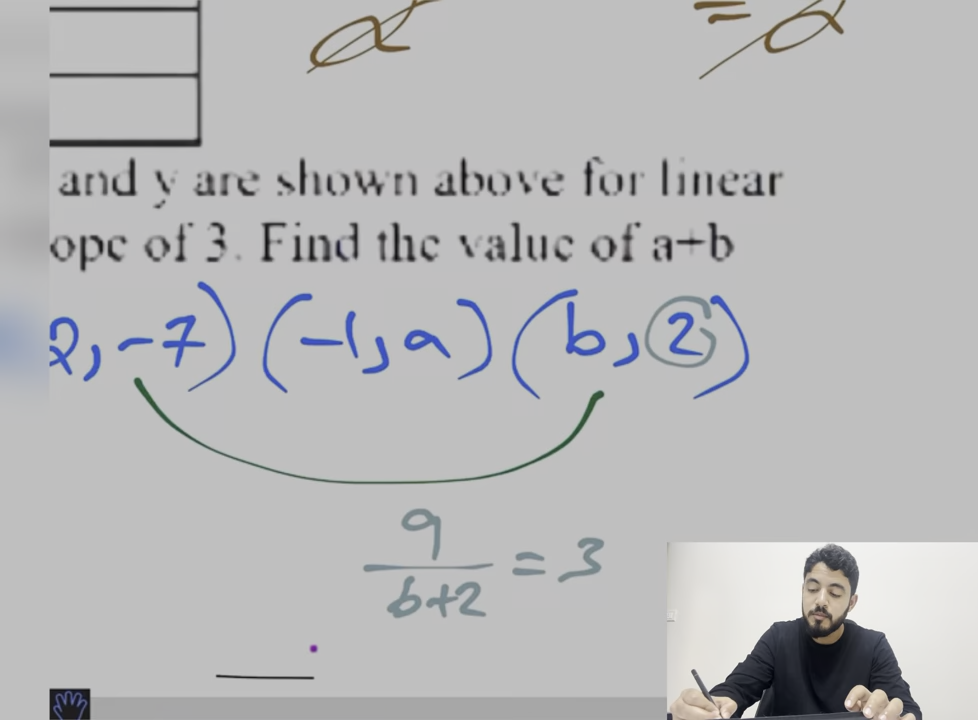 and y are shown above for linear
ope of 3. Find the value of a+b
2, -7) (-1, a) (b, 2)
9
b+2
= 3